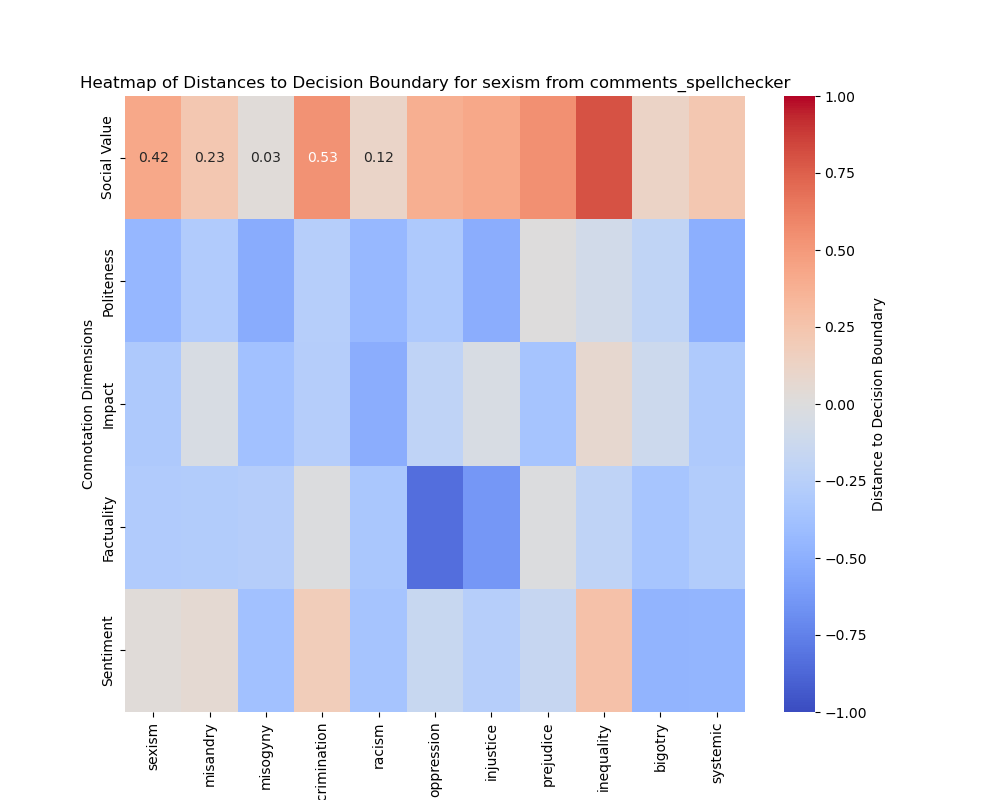 Heatmap of Distances to Decision Boundary for sexism from comments_spellchecker
Connotation Dimensions
Social Value
Politeness
Impact
Factuality
Sentiment
0.42 0.23 0.03 0.53 0.12
sexism
misandry
misogyny
crimination
racism
oppression
injustice
prejudice
inequality
bigotry
systemic
1.00
0.75
0.50
0.25
0.00
−0.25
−0.50
−0.75
−1.00
Distance to Decision Boundary